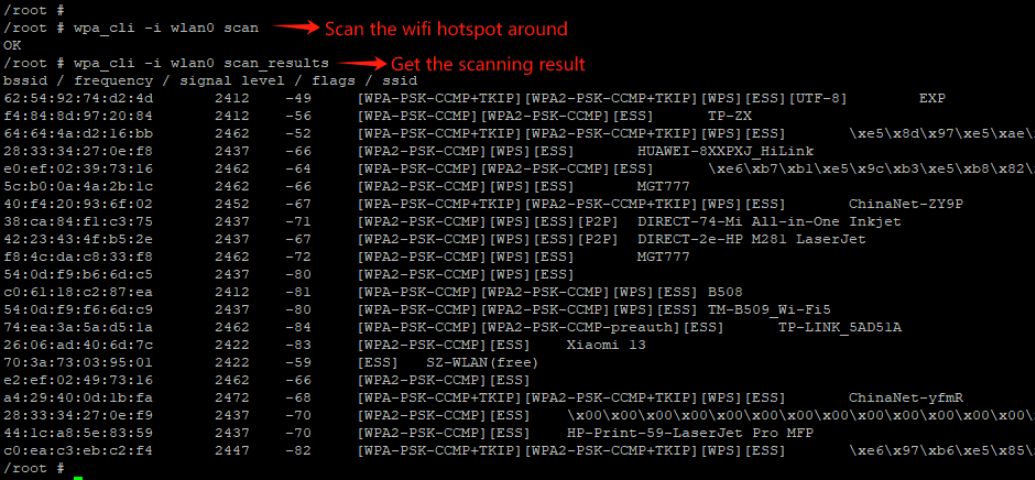 /root #
/root # wpa_cli -i wlan0 scan Scan the wifi hotspot around
OK
/root # wpa_cli -i wlan0 scan_results Get the scanning result
bssid / frequency / signal level / flags / ssid
62:54:92:74:d2:4d 2412 -49 [WPA-PSK-CCMP+TKIP][WPA2-PSK-CCMP+TKIP][WPS][ESS][UTF-8] EXP
f4:84:8d:97:20:84 2412 -56 [WPA-PSK-CCMP][WPA2-PSK-CCMP][ESS] TP-ZX
64:64:4a:d2:16:bb 2462 -52 [WPA-PSK-CCMP+TKIP][WPA2-PSK-CCMP+TKIP][WPS][ESS] \xe5\x8d\x97\xe5\xae\
28:33:34:27:0e:f8 2437 -66 [WPA2-PSK-CCMP][WPS][ESS] HUAWEI-8XXPXJ_HiLink
e0:ef:02:39:73:16 2462 -64 [WPA-PSK-CCMP][WPA2-PSK-CCMP][ESS] \xe6\xb7\xb1\xe5\x9c\xb3\xe5\xb8\x82\
5c:b0:0a:4a:2b:1c 2462 -66 [WPA2-PSK-CCMP][WPS][ESS] MGT777
40:f4:20:93:6f:02 2452 -67 [WPA-PSK-CCMP+TKIP][WPA2-PSK-CCMP+TKIP][ESS] ChinaNet-ZY9P
38:ca:84:f1:c3:75 2437 -71 [WPA2-PSK-CCMP][WPS][ESS][P2P] DIRECT-74-Mi All-in-One Inkjet
42:23:43:4f:b5:2e 2437 -67 [WPA2-PSK-CCMP][WPS][ESS][P2P] DIRECT-2e-HP M281 LaserJet
f8:4c:da:c8:33:f8 2462 -72 [WPA2-PSK-CCMP][WPS][ESS] MGT777
54:0d:f9:b6:6d:c5 2437 -80 [WPA2-PSK-CCMP][WPS][ESS]
c0:61:18:c2:87:ea 2412 -81 [WPA-PSK-CCMP][WPA2-PSK-CCMP][WPS][ESS] B508
54:0d:f9:f6:6d:c9 2437 -80 [WPA-PSK-CCMP][WPA2-PSK-CCMP][WPS][ESS] TM-B509_Wi-Fi5
74:ea:3a:5a:d5:1a 2462 -84 [WPA-PSK-CCMP][WPA2-PSK-CCMP-preauth][ESS] TP-LINK_5AD51A
26:06:ad:40:6d:7c 2422 -83 [WPA2-PSK-CCMP][ESS] Xiaomi 13
70:3a:73:03:95:01 2422 -59 [ESS] SZ-WLAN(free)
e2:ef:02:49:73:16 2462 -66 [WPA2-PSK-CCMP][ESS]
a4:29:40:0d:1b:fa 2472 -68 [WPA-PSK-CCMP+TKIP][WPA2-PSK-CCMP+TKIP][ESS] ChinaNet-yfmR
28:33:34:27:0e:f9 2437 -70 [WPA2-PSK-CCMP][ESS] \x00\x00\x00\x00\x00\x00\x00\x00\x00\x00\x00\x00\
44:1c:a8:5e:83:59 2437 -70 [WPA2-PSK-CCMP][ESS] HP-Print-59-LaserJet Pro MFP
c0:ea:c3:eb:c2:f4 2447 -82 [WPA-PSK-CCMP+TKIP][WPA2-PSK-CCMP+TKIP][WPS][ESS] \xe6\x97\xb6\xe5\x85\
/root #